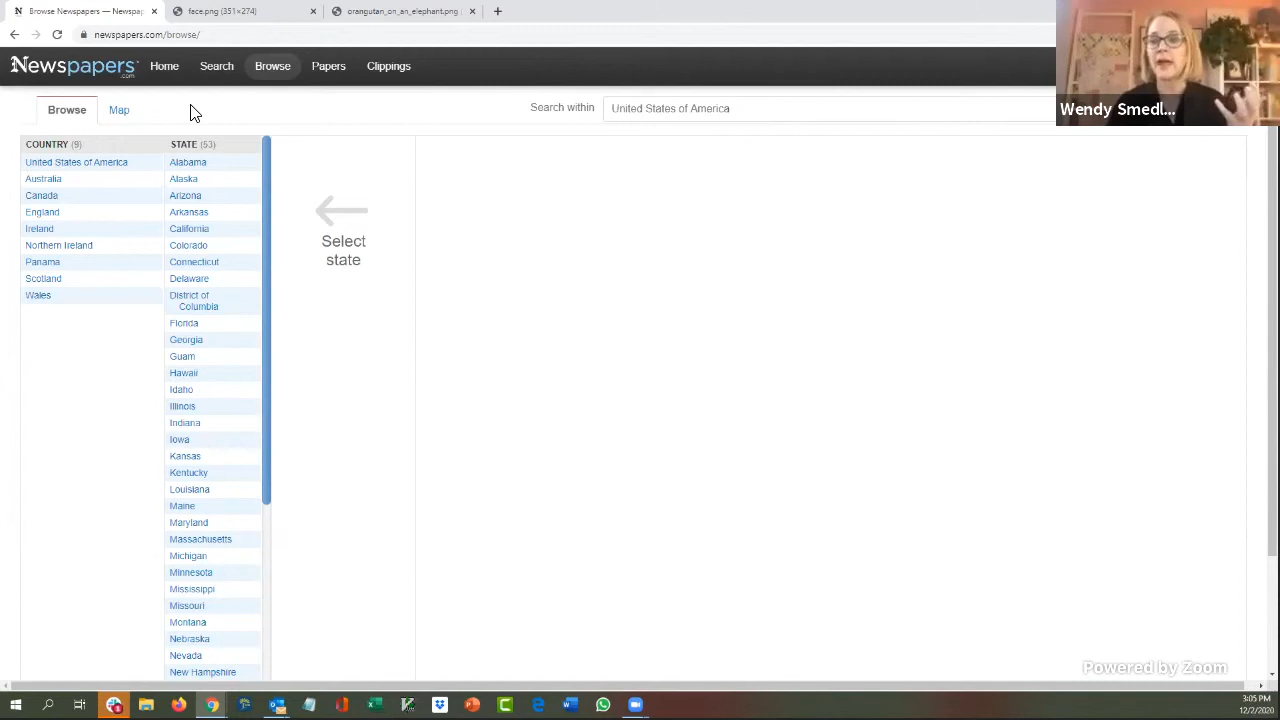 Browse Newspapers — Newspap
face.png (351×274)
orangutan_on_an_elephant.png (
newspapers.com/browse/
Newspapers.com
Home
Search
Browse
Papers
Clippings
Wendy Smedl...
Browse
Map
Search within
United States of America
COUNTRY (9)
United States of America
Australia
Canada
England
Ireland
Northern Ireland
Panama
Scotland
Wales
STATE (53)
Alabama
Alaska
Arizona
Arkansas
California
Colorado
Connecticut
Delaware
District of
Columbia
Florida
Georgia
Guam
Hawaii
Idaho
Illinois
Indiana
Iowa
Kansas
Kentucky
Louisiana
Maine
Maryland
Massachusetts
Michigan
Minnesota
Mississippi
Missouri
Montana
Nebraska
Nevada
New Hampshire
Select
state
Powered by Zoom
3:05 PM
12/2/2020